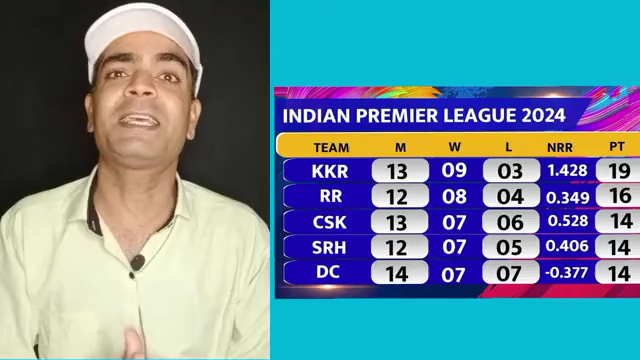 INDIAN PREMIER LEAGUE 2024
TEAM M W L NRR PT
KKR 13 09 03 1.428 19
RR 12 08 04 0.349 16
CSK 13 07 06 0.528 14
SRH 12 07 05 0.406 14
DC 14 07 07 -0.377 14